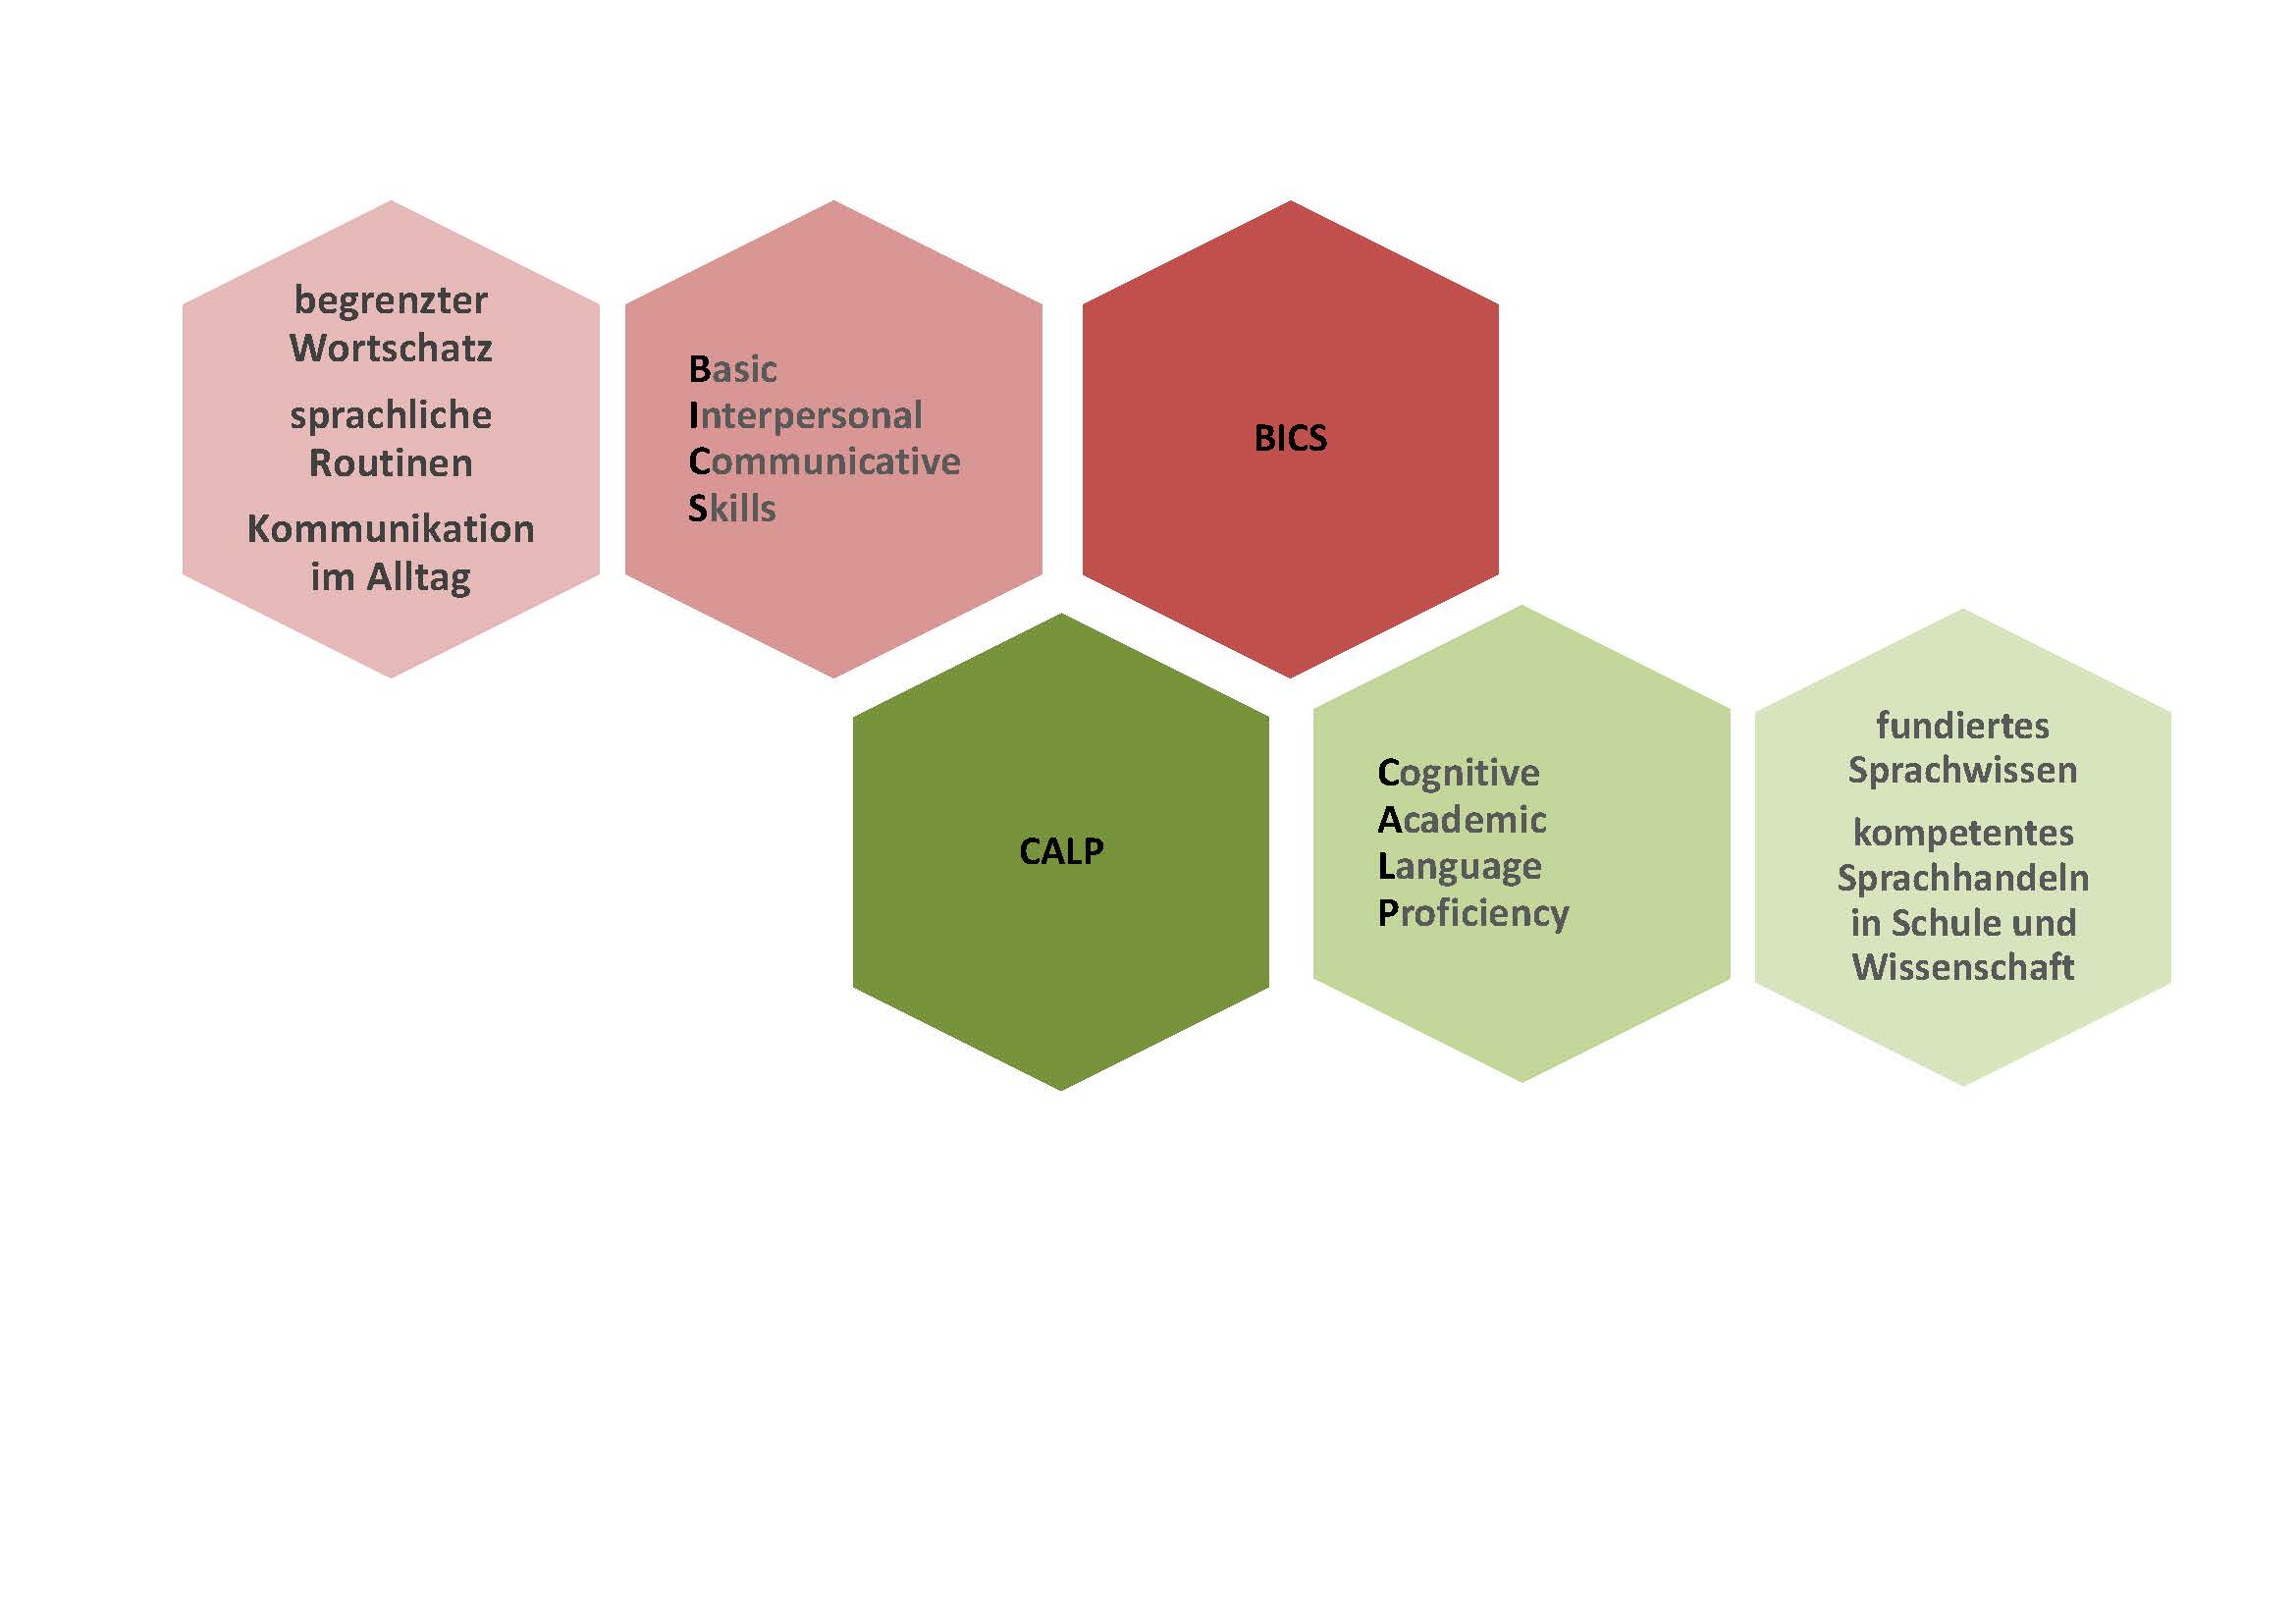 begrenzter
Wortschatz
sprachliche
Routinen
Kommunikation
im Alltag
Basic
Interpersonal
Communicative
Skills
BICS
CALP
Cognitive
Academic
Language
Proficiency
fundiertes
Sprachwissen
kompetentes
Sprachhandeln
in Schule und
Wissenschaft